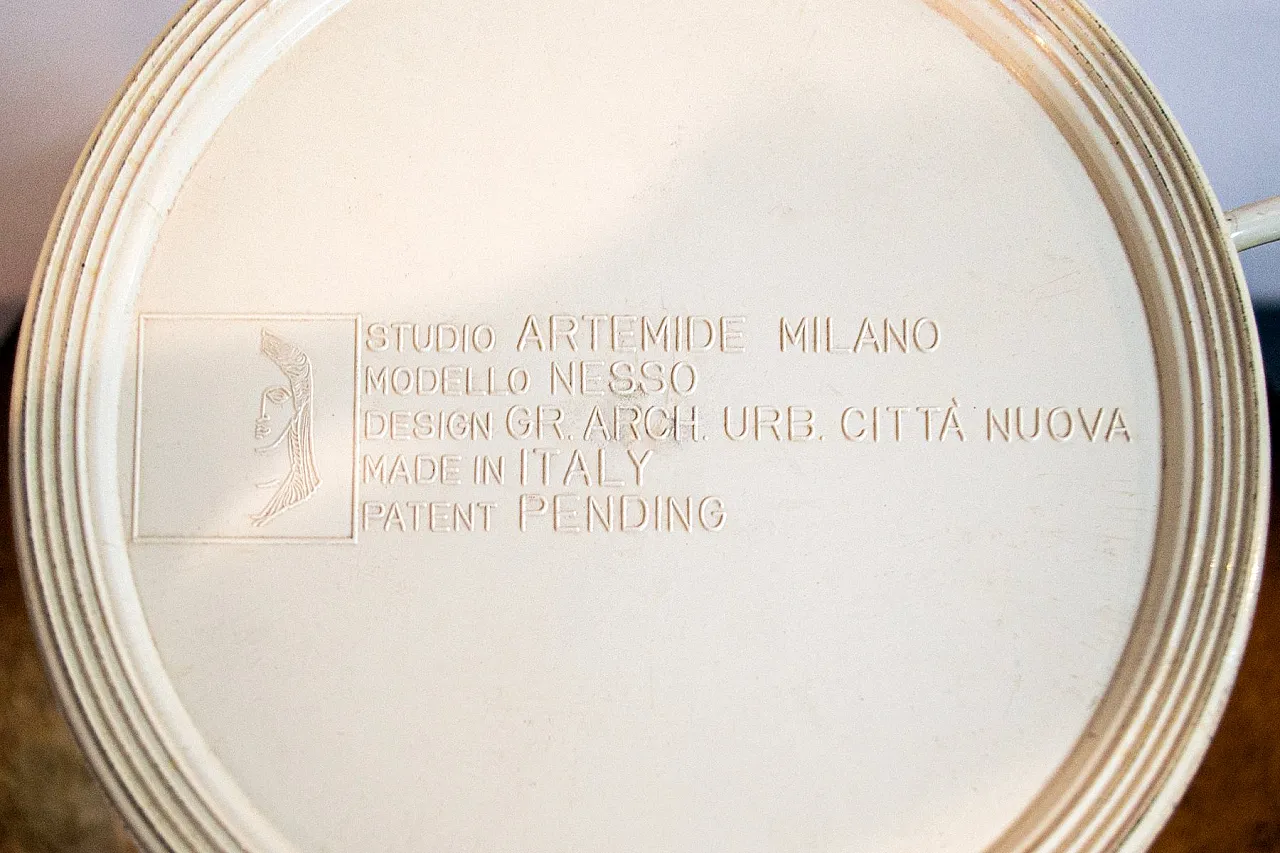 STUDIO ARTEMIDE MILANO
MODELLO NESSO
DESIGN GR. ARCH. URB. CITTÀ NUOVA
MADE IN ITALY
PATENT PENDING